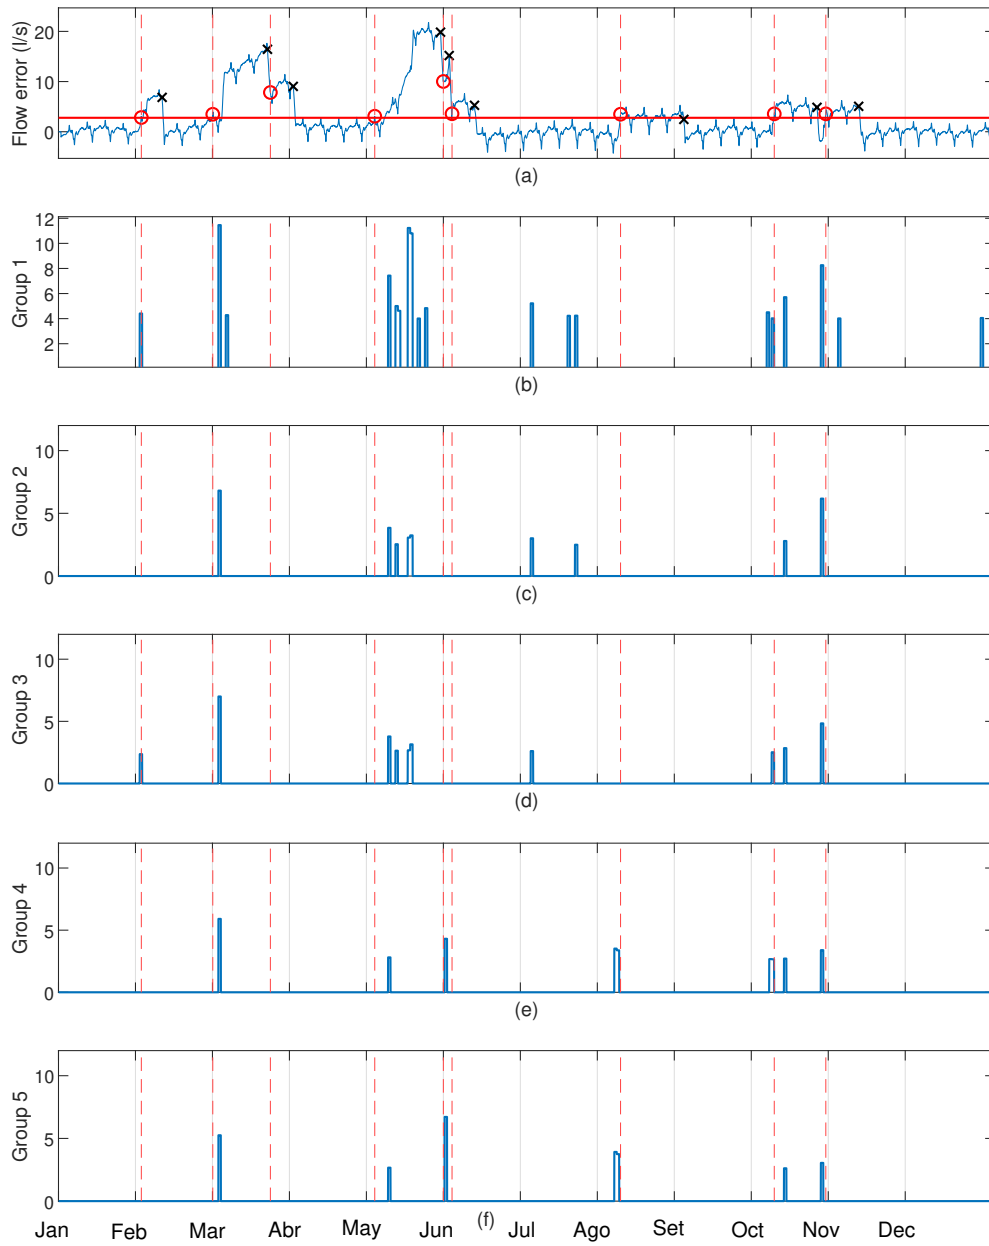 Flow error (l/s)
20
10
0
(a)
Group 1
12
10
8
6
4
2
(b)
Group 2
10
5
0
(c)
Group 3
10
5
0
(d)
Group 4
10
5
0
(e)
Group 5
10
5
0
Jan Feb Mar Abr May Jun (f) Jul Ago Set Oct Nov Dec